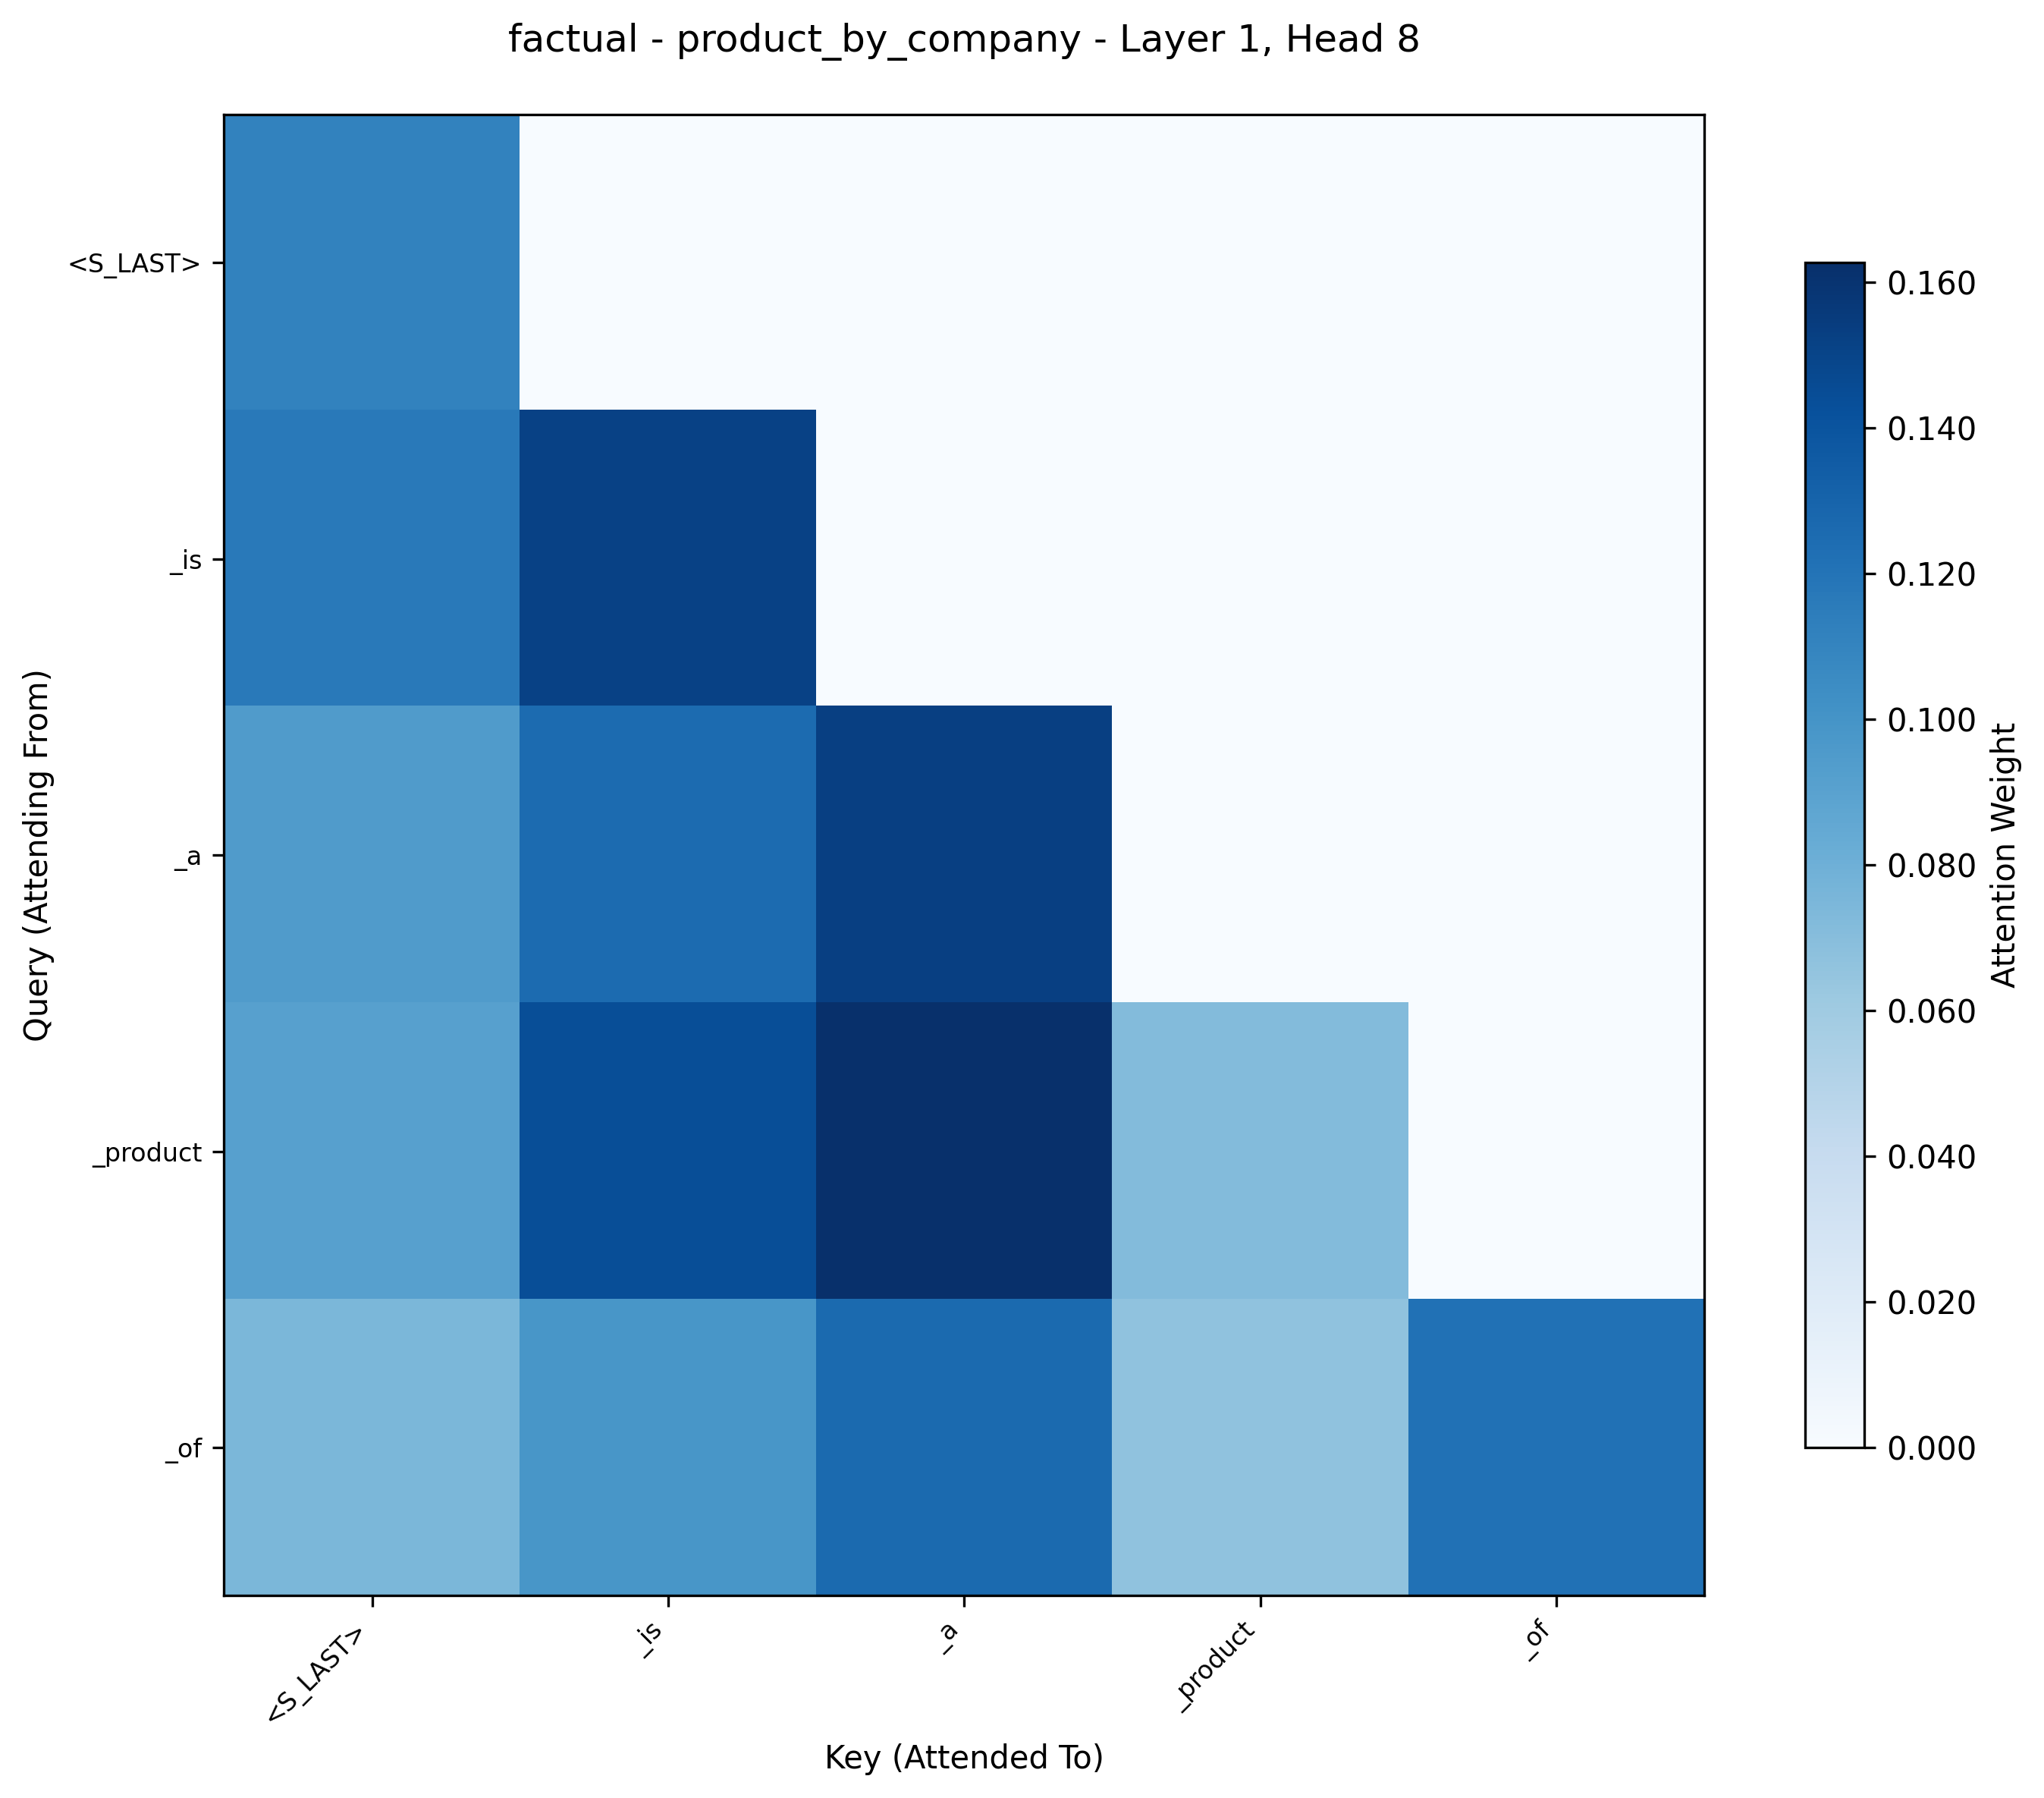 factual - product_by_company - Layer 1, Head 8
Query (Attending From)
<S_LAST>
_is
_a
_product
_of
<S_LAST>
_is
_a
_product
_of
Key (Attended To)
0.160
0.140
0.120
0.100
0.080
0.060
0.040
0.020
0.000
Attention Weight